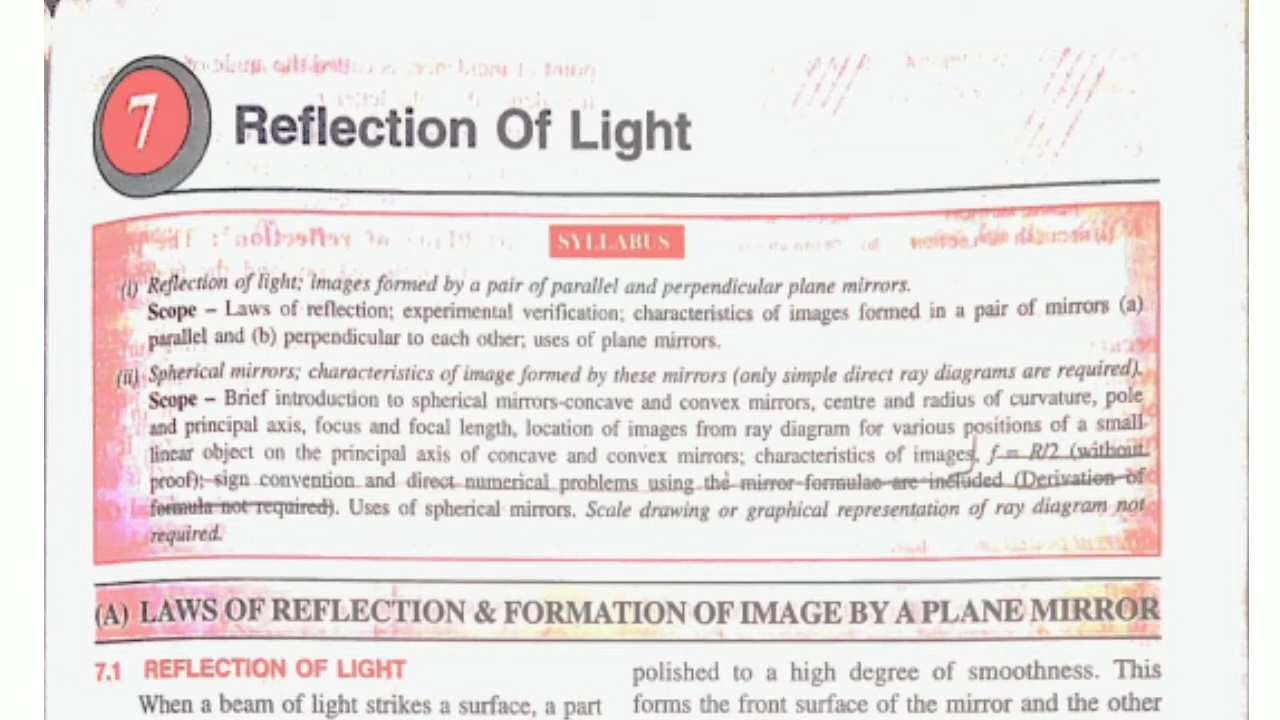 7
Reflection Of Light
SYLLABUS
(i) Reflection of light; images formed by a pair of parallel and perpendicular plane mirrors.
Scope – Laws of reflection; experimental verification; characteristics of images formed in a pair of mirrors (a)
parallel and (b) perpendicular to each other; uses of plane mirrors.
(ii) Spherical mirrors; characteristics of image formed by these mirrors (only simple direct ray diagrams are required).
Scope – Brief introduction to spherical mirrors-concave and convex mirrors, centre and radius of curvature, pole
and principal axis, focus and focal length, location of images from ray diagram for various positions of a small
linear object on the principal axis of concave and convex mirrors; characteristics of images. f = R/2 (without
proof); sign convention and direct numerical problems using the mirror formulae are included (Derivation of
formula not required). Uses of spherical mirrors. Scale drawing or graphical representation of ray diagram not
required.
(A) LAWS OF REFLECTION & FORMATION OF IMAGE BY A PLANE MIRROR
7.1 REFLECTION OF LIGHT
When a beam of light strikes a surface, a part
polished to a high degree of smoothness. This
forms the front surface of the mirror and the other